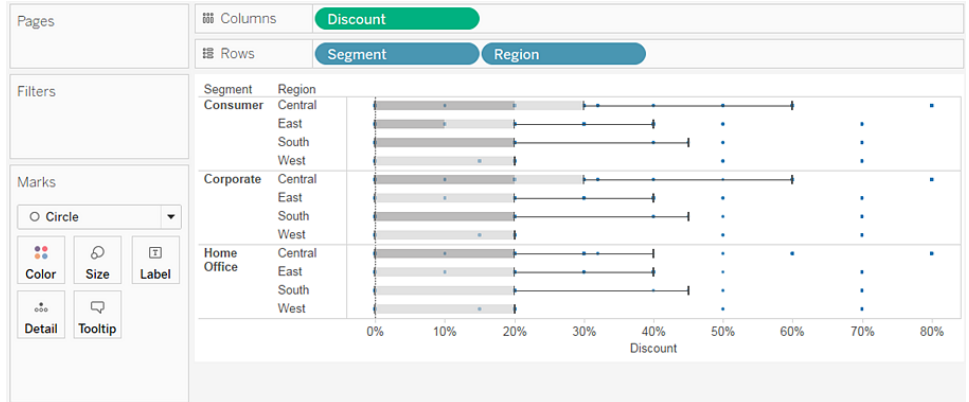 Pages
Columns
Discount
Rows
Segment
Region
Filters
Marks
Circle
Color
Size
Label
Detail
Tooltip
Segment Region
Consumer Central
East
South
West
Corporate Central
East
South
West
Home Central
Office East
South
West
0% 10% 20% 30% 40% 50% 60% 70% 80%
Discount